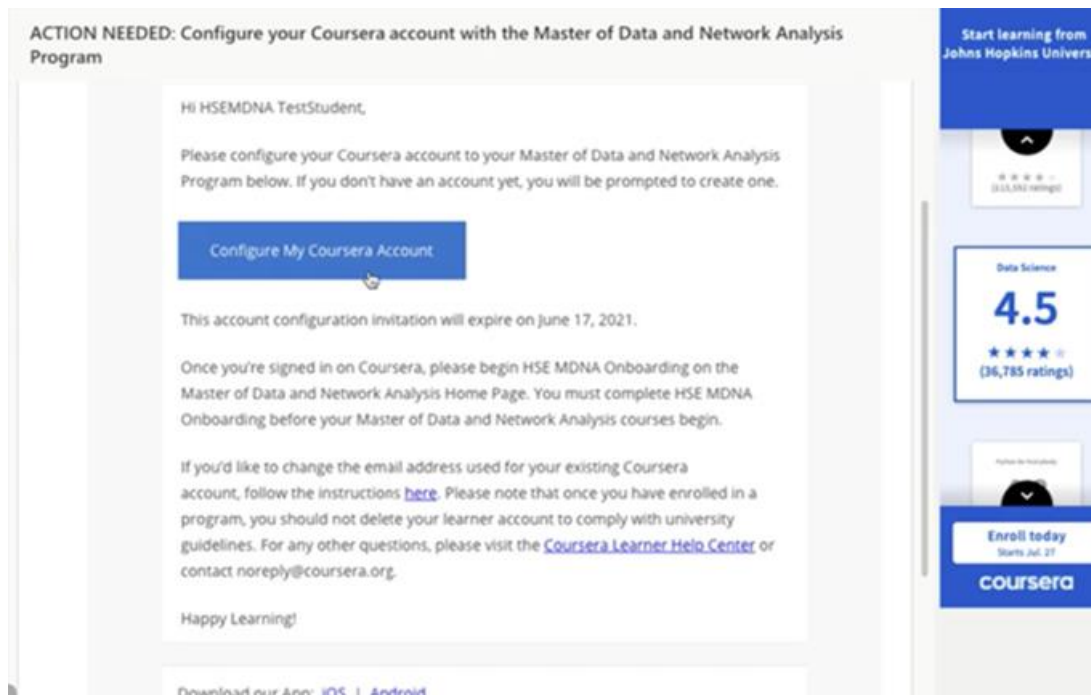 ACTION NEEDED: Configure your Coursera account with the Master of Data and Network Analysis
Program
Hi HSEMDNA TestStudent,
Please configure your Coursera account to your Master of Data and Network Analysis
Program below. If you don't have an account yet, you will be prompted to create one.
Configure My Coursera Account
This account configuration invitation will expire on June 17, 2021.
Once you're signed in on Coursera, please begin HSE MDNA Onboarding on the
Master of Data and Network Analysis Home Page. You must complete HSE MDNA
Onboarding before your Master of Data and Network Analysis courses begin.
If you'd like to change the email address used for your existing Coursera
account, follow the instructions here. Please note that once you have enrolled in a
program, you should not delete your learner account to comply with university
guidelines. For any other questions, please visit the Coursera Learner Help Center or
contact noreply@coursera.org.
Happy Learning!
Download our App: iOS | Android
Start learning from
Johns Hopkins Univers
ratings)
Data Science
4.5
(36,785 ratings)
Python for Everybody
Enroll today
Starts Jul. 27
coursera